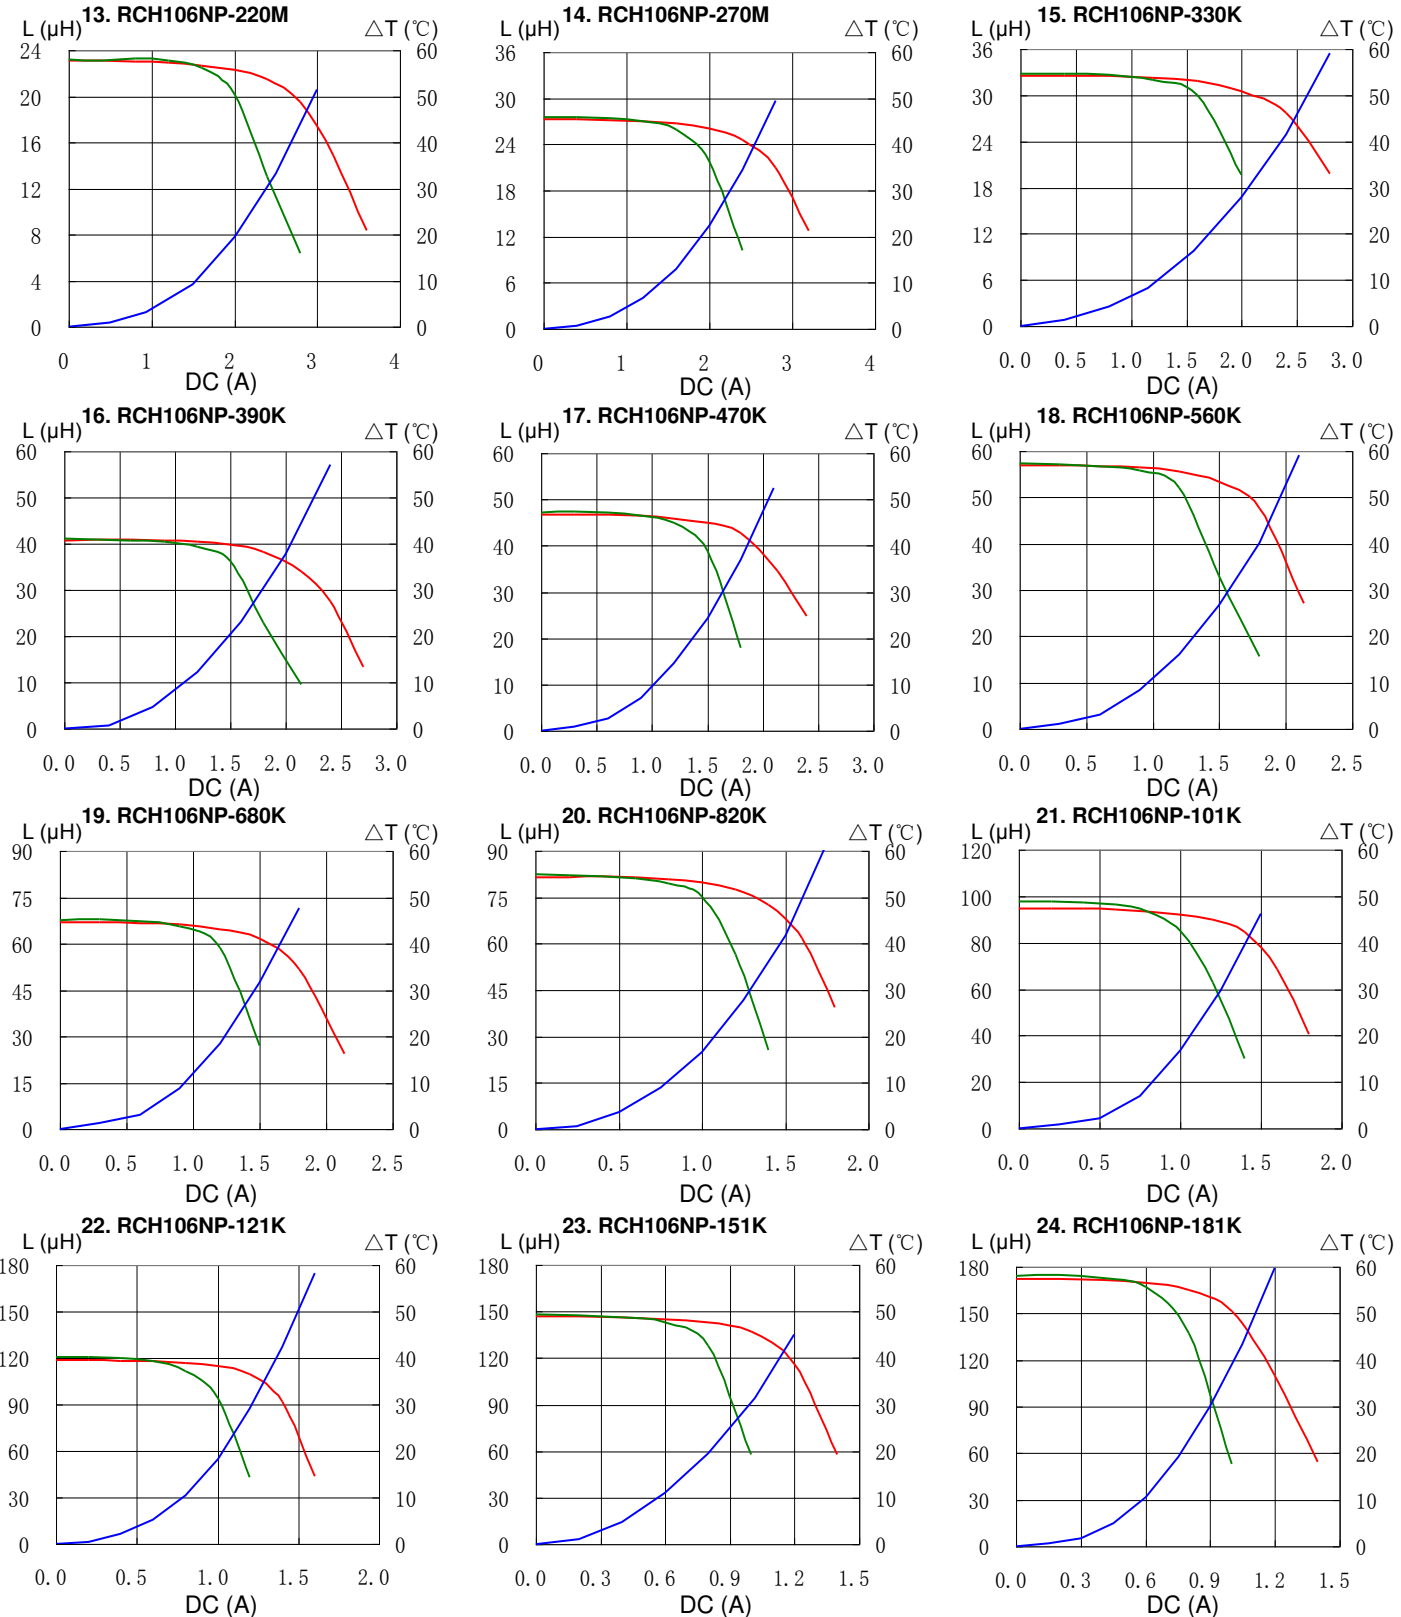 13. RCH106NP-220M
L (μH)
△T (℃)
24
20
16
12
8
4
0
60
50
40
30
20
10
0
0 1 2 3 4
DC (A)
14. RCH106NP-270M
L (μH)
△T (℃)
36
30
24
18
12
6
0
60
50
40
30
20
10
0
0 1 2 3 4
DC (A)
15. RCH106NP-330K
L (μH)
△T (℃)
36
30
24
18
12
6
0
60
50
40
30
20
10
0
0.0 0.5 1.0 1.5 2.0 2.5 3.0
DC (A)
16. RCH106NP-390K
L (μH)
△T (℃)
60
50
40
30
20
10
0
60
50
40
30
20
10
0
0.0 0.5 1.0 1.5 2.0 2.5 3.0
DC (A)
17. RCH106NP-470K
L (μH)
△T (℃)
60
50
40
30
20
10
0
60
50
40
30
20
10
0
0.0 0.5 1.0 1.5 2.0 2.5 3.0
DC (A)
18. RCH106NP-560K
L (μH)
△T (℃)
60
50
40
30
20
10
0
60
50
40
30
20
10
0
0.0 0.5 1.0 1.5 2.0 2.5
DC (A)
19. RCH106NP-680K
L (μH)
△T (℃)
90
75
60
45
30
15
0
60
50
40
30
20
10
0
0.0 0.5 1.0 1.5 2.0 2.5
DC (A)
20. RCH106NP-820K
L (μH)
△T (℃)
90
75
60
45
30
15
0
60
50
40
30
20
10
0
0.0 0.5 1.0 1.5 2.0
DC (A)
21. RCH106NP-101K
L (μH)
△T (℃)
120
100
80
60
40
20
0
60
50
40
30
20
10
0
0.0 0.5 1.0 1.5 2.0
DC (A)
22. RCH106NP-121K
L (μH)
△T (℃)
180
150
120
90
60
30
0
60
50
40
30
20
10
0
0.0 0.5 1.0 1.5 2.0
DC (A)
23. RCH106NP-151K
L (μH)
△T (℃)
180
150
120
90
60
30
0
60
50
40
30
20
10
0
0.0 0.3 0.6 0.9 1.2 1.5
DC (A)
24. RCH106NP-181K
L (μH)
△T (℃)
180
150
120
90
60
30
0
60
50
40
30
20
10
0
0.0 0.3 0.6 0.9 1.2 1.5
DC (A)